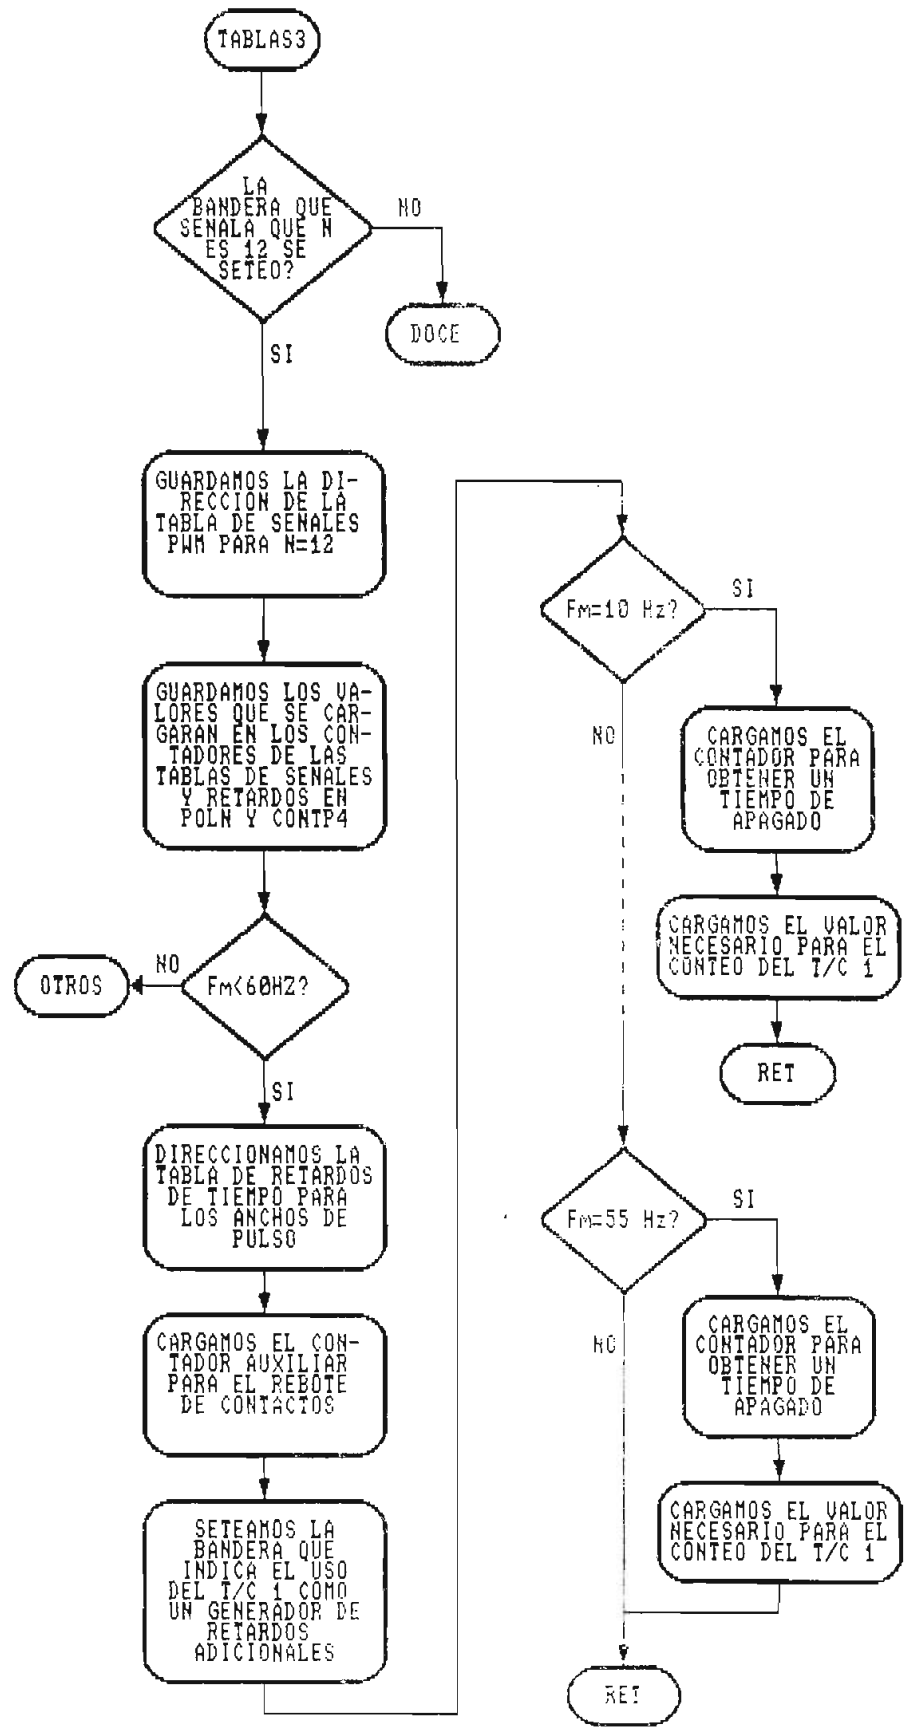 TABLAS3
LA
BANDERA QUE
SENALA QUE N
ES 12 SE
SETEO?
NO
DOCE
SI
GUARDAMOS LA DI-
RECCION DE LA
TABLA DE SENALES
PWM PARA N=12
GUARDAMOS LOS VA-
LORES QUE SE CAR-
GARAN EN LOS CON-
TADORES DE LAS
TABLAS DE SENALES
Y RETARDOS EN
POLN Y CONTP4
Fm<60HZ?
NO
OTROS
SI
DIRECCIONAMOS LA
TABLA DE RETARDOS
DE TIEMPO PARA
LOS ANCHOS DE
PULSO
CARGAMOS EL CON-
TADOR AUXILIAR
PARA EL REBOTE
DE CONTACTOS
SETEAMOS LA
BANDERA QUE
INDICA EL USO
DEL T/C 1 COMO
UN GENERADOR DE
RETARDOS
ADICIONALES
Fm=10 Hz?
SI
NO
CARGAMOS EL
CONTADOR PARA
OBTENER UN
TIEMPO DE
APAGADO
CARGAMOS EL VALOR
NECESARIO PARA EL
CONTEO DEL T/C 1
RET
Fm=55 Hz?
SI
NO
CARGAMOS EL
CONTADOR PARA
OBTENER UN
TIEMPO DE
APAGADO
CARGAMOS EL VALOR
NECESARIO PARA EL
CONTEO DEL T/C 1
RET